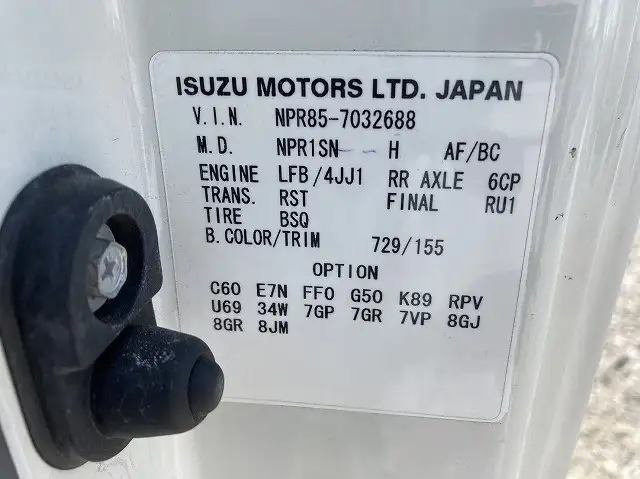 ISUZU MOTORS LTD. JAPAN
V.I.N. NPR85-7032688
M.D. NPR1SN- - H AF/BC
ENGINE LFB/4JJ1 RR AXLE 6CP
TRANS. RST FINAL RU1
TIRE BSQ
B.COLOR/TRIM 729/155
OPTION
C60 E7N FF0 G50 K89 RPV
U69 34W 7GP 7GR 7VP 8GJ
8GR 8JM